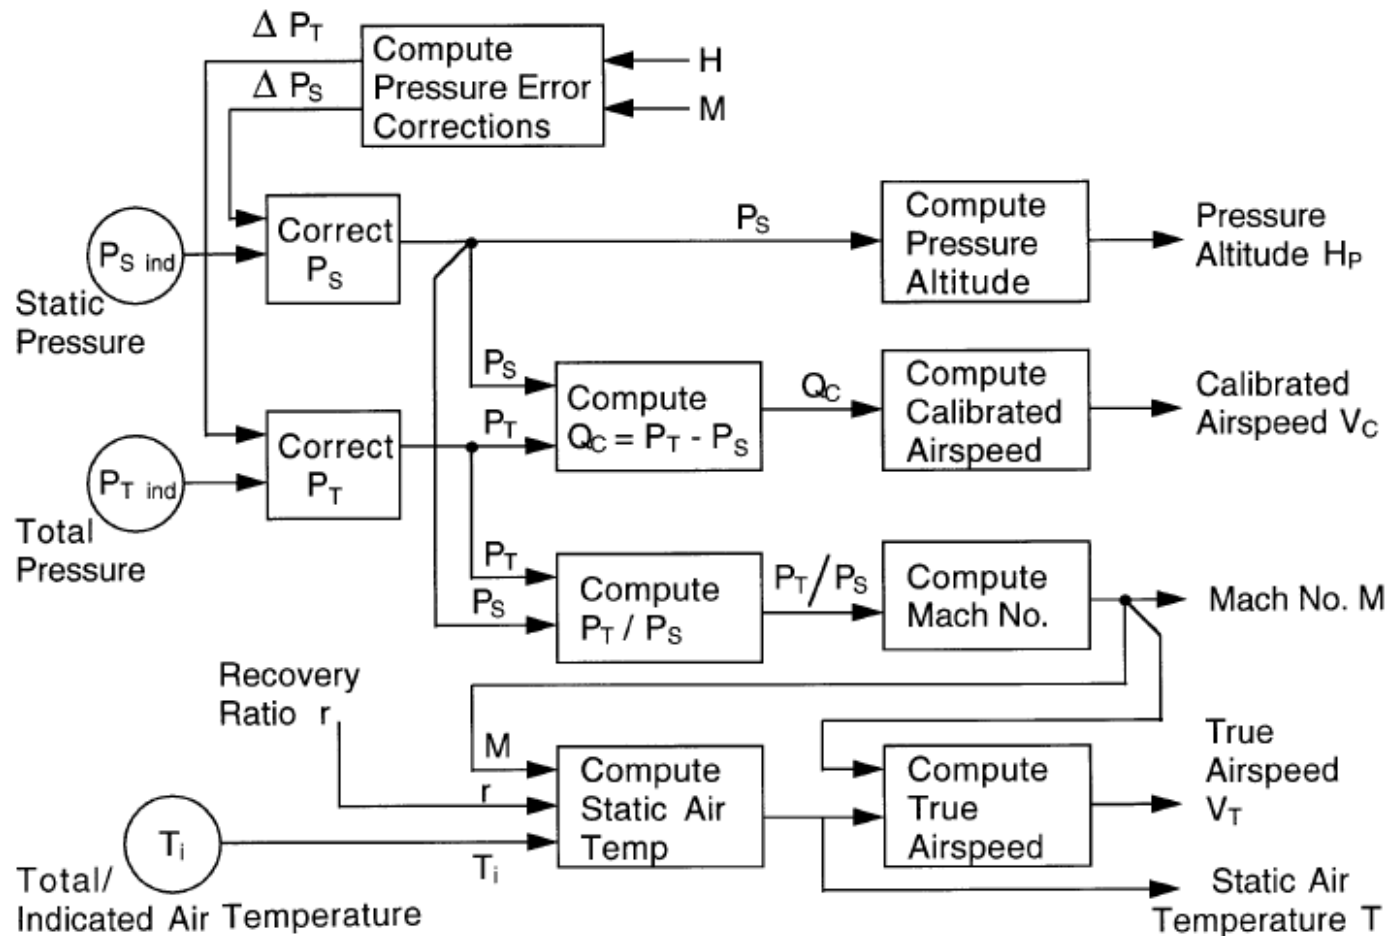 Δ P_T
Δ P_S
Compute
Pressure Error
Corrections
H
M
P_S ind
Static
Pressure
Correct
P_S
P_S
Compute
Pressure
Altitude
Pressure
Altitude H_P
P_S
P_T
Compute
Q_C = P_T - P_S
Q_C
Compute
Calibrated
Airspeed
Calibrated
Airspeed V_C
P_T ind
Total
Pressure
Correct
P_T
P_T
P_S
Compute
P_T / P_S
P_T/P_S
Compute
Mach No.
Mach No. M
Recovery
Ratio r
M
r
T_i
Compute
Static Air
Temp
Compute
True
Airspeed
True
Airspeed
V_T
T_i
Total/
Indicated Air Temperature
Static Air
Temperature T